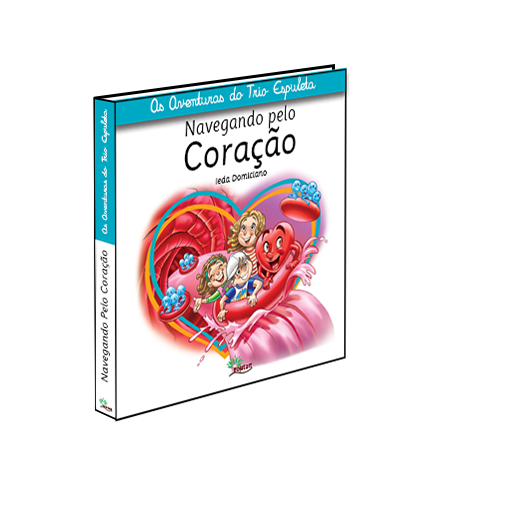 As Aventuras do Trio Espuleta
Navegando pelo
Coração
Ieda Domiciano
As Aventuras do Trio Espuleta
Navegando Pelo Coração